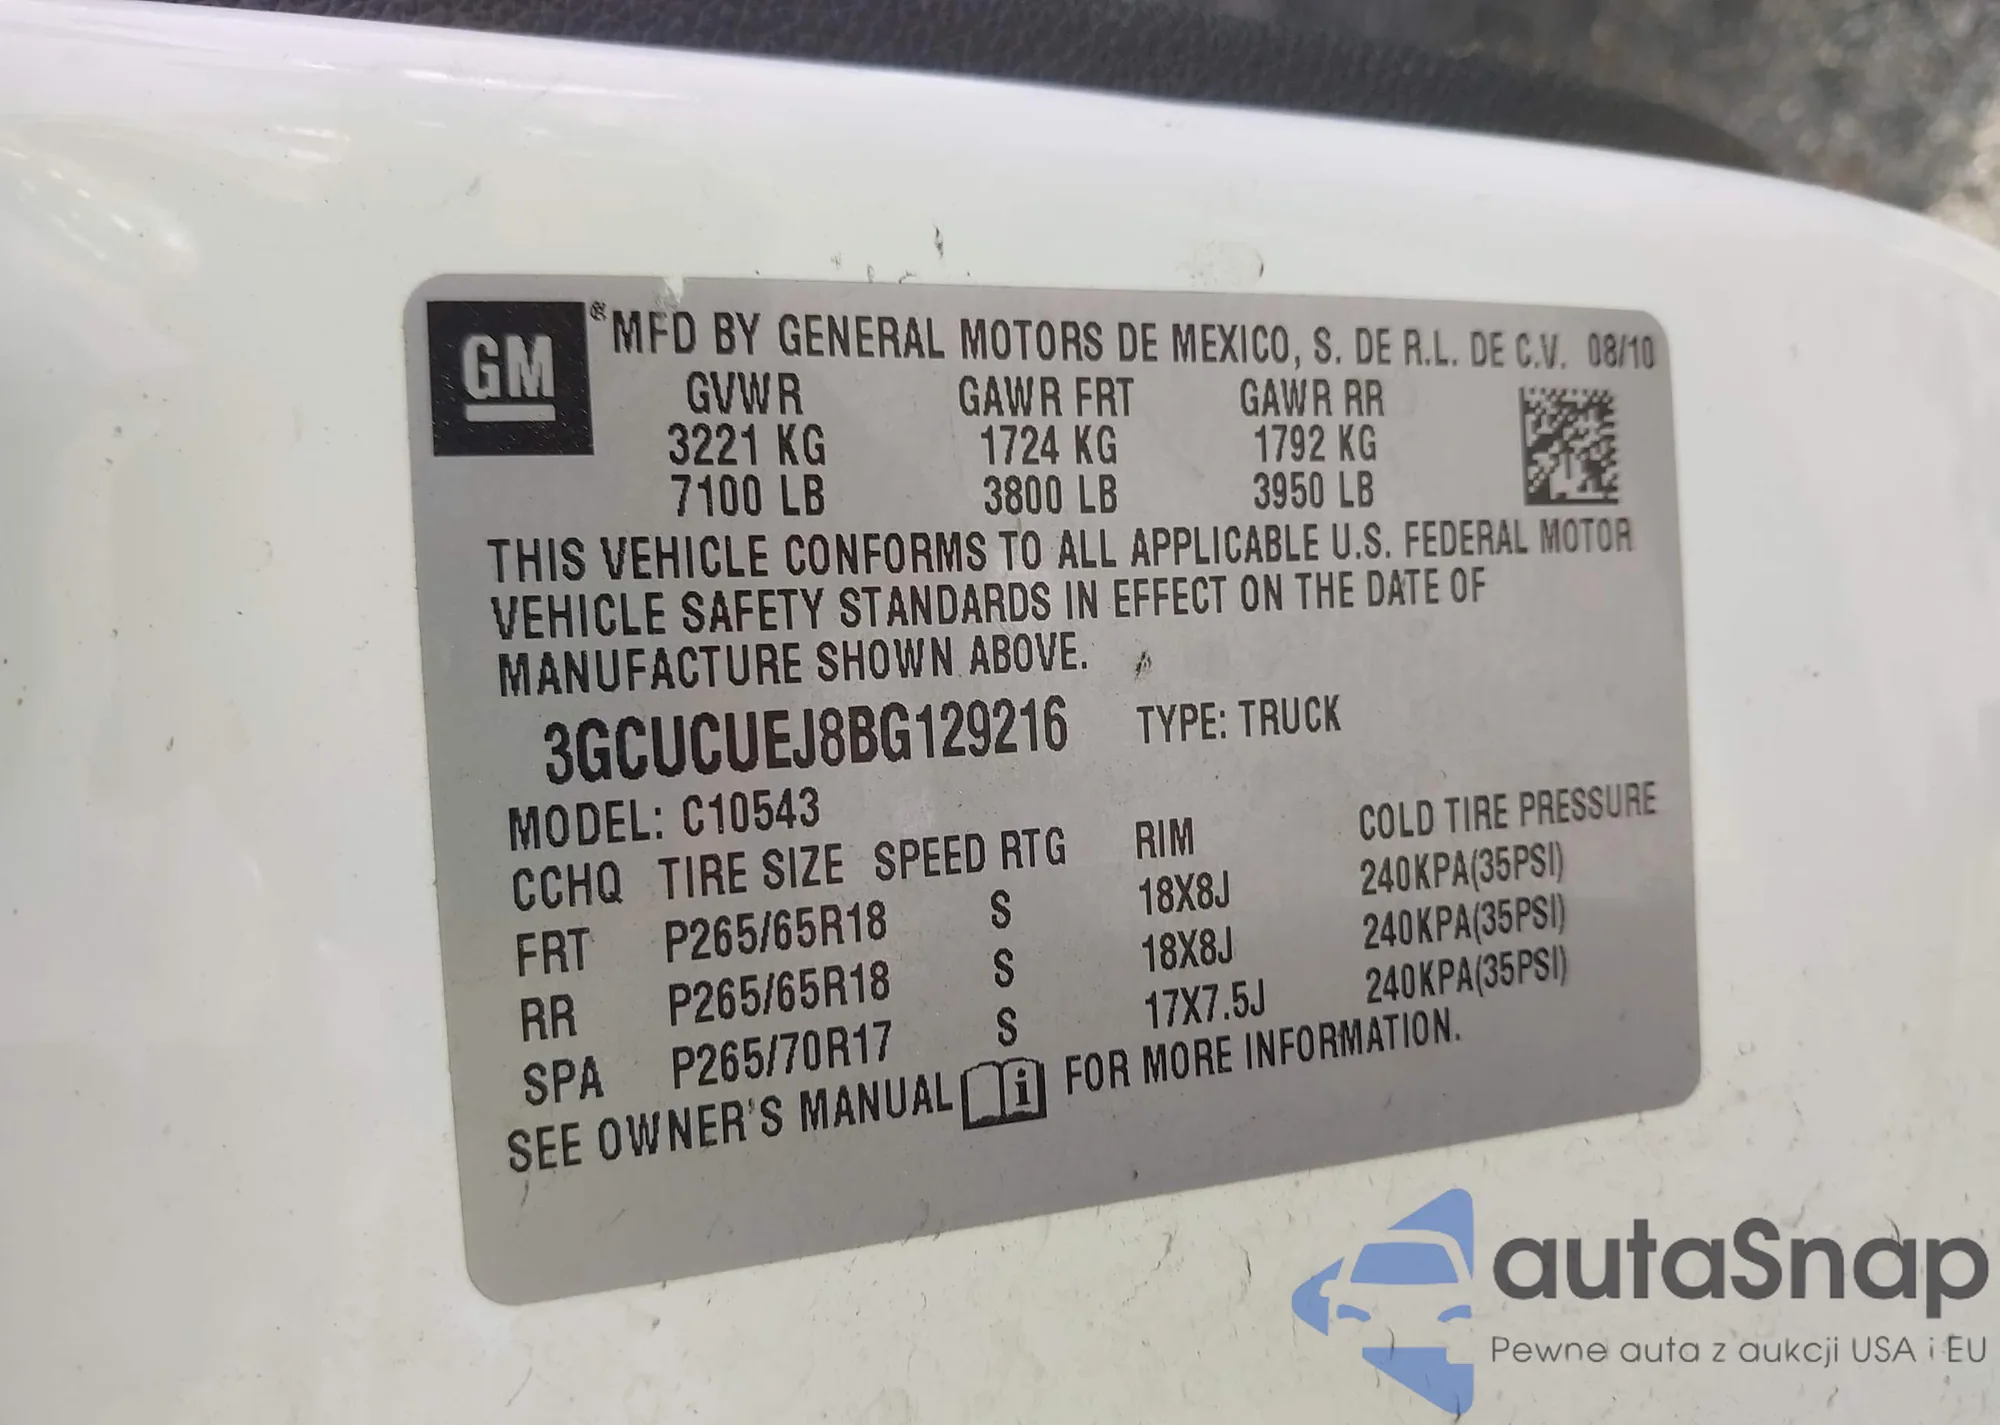 GM
® MFD BY GENERAL MOTORS DE MEXICO, S. DE R.L. DE C.V. 08/10
GVWR GAWR FRT GAWR RR
3221 KG 1724 KG 1792 KG
7100 LB 3800 LB 3950 LB
THIS VEHICLE CONFORMS TO ALL APPLICABLE U.S. FEDERAL MOTOR
VEHICLE SAFETY STANDARDS IN EFFECT ON THE DATE OF
MANUFACTURE SHOWN ABOVE.
3GCUCUEJ8BG129216 TYPE: TRUCK
MODEL: C10543
CCHQ TIRE SIZE SPEED RTG RIM COLD TIRE PRESSURE
FRT P265/65R18 S 18X8J 240KPA(35PSI)
RR P265/65R18 S 18X8J 240KPA(35PSI)
SPA P265/70R17 S 17X7.5J 240KPA(35PSI)
SEE OWNER'S MANUAL i FOR MORE INFORMATION.
autaSnap
Pewne auta z aukcji USA i EU